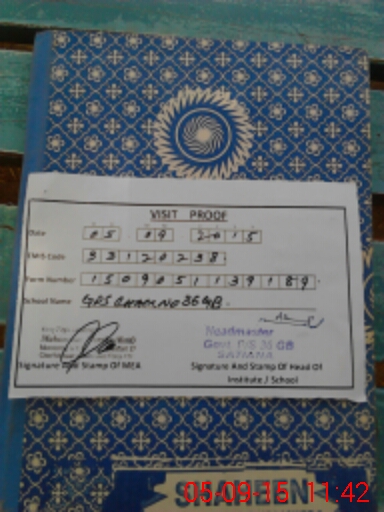 VISIT PROOF
Date 05 09 2015
EMIS Code 33120238
Form Number 1509051139189
School Name GPS CHAK NO 36 GB.
Headmaster
Govt. P/S 36 GB
Signature And Stamp Of MEA
Signature And Stamp Of Head Of
Institute / School
SHAHEEN
05-09-15 11:42